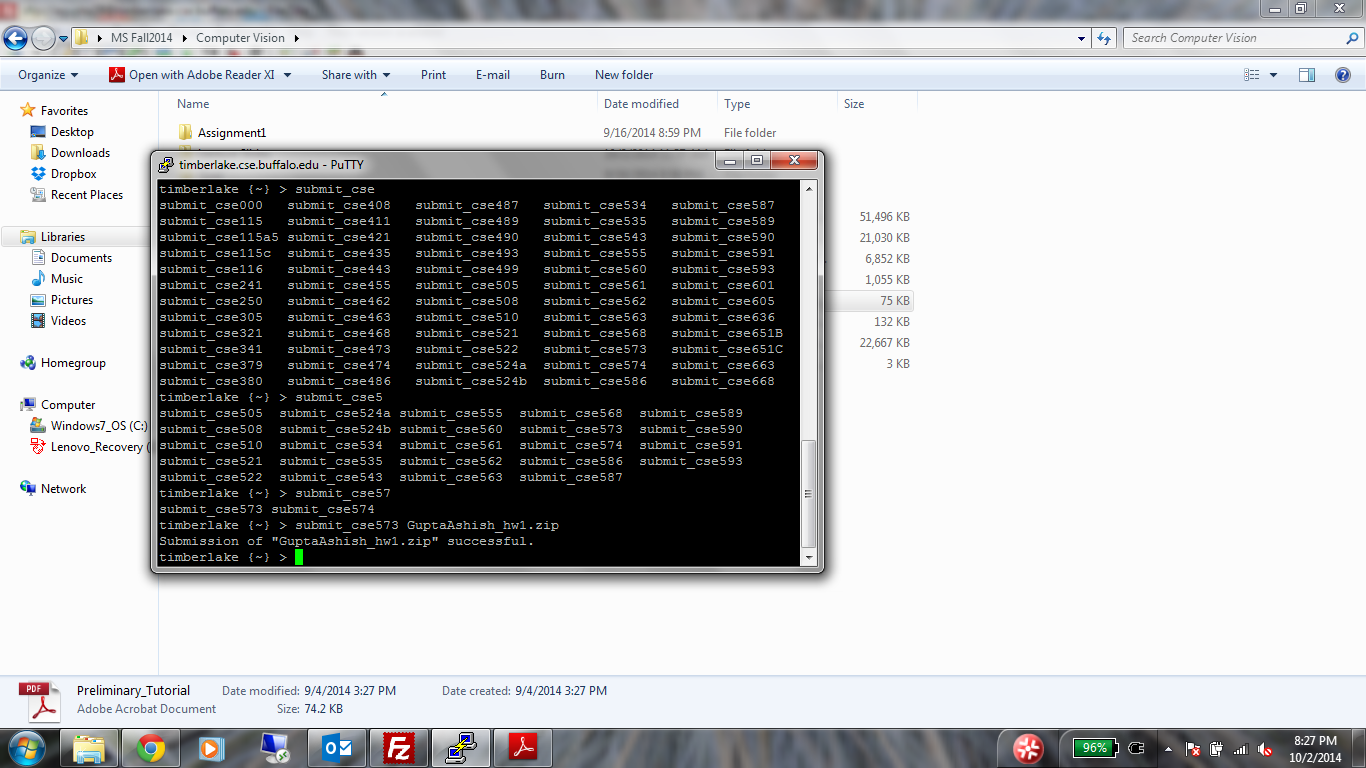 MS Fall2014 Computer Vision
Search Computer Vision
Organize Open with Adobe Reader XI Share with Print E-mail Burn New folder
Name Date modified Type Size
Favorites
Desktop
Downloads
Dropbox
Recent Places
Libraries
Documents
Music
Pictures
Videos
Homegroup
Computer
Windows7_OS (C:)
Lenovo_Recovery (
Network
Assignment1 9/16/2014 8:59 PM File folder
51,496 KB
21,030 KB
6,852 KB
1,055 KB
75 KB
132 KB
22,667 KB
3 KB
timberlake.cse.buffalo.edu - PuTTY
timberlake {~} > submit_cse
submit_cse000 submit_cse408 submit_cse487 submit_cse534 submit_cse587
submit_cse115 submit_cse411 submit_cse489 submit_cse535 submit_cse589
submit_cse115a5 submit_cse421 submit_cse490 submit_cse543 submit_cse590
submit_cse115c submit_cse435 submit_cse493 submit_cse555 submit_cse591
submit_cse116 submit_cse443 submit_cse499 submit_cse560 submit_cse593
submit_cse241 submit_cse455 submit_cse505 submit_cse561 submit_cse601
submit_cse250 submit_cse462 submit_cse508 submit_cse562 submit_cse605
submit_cse305 submit_cse463 submit_cse510 submit_cse563 submit_cse636
submit_cse321 submit_cse468 submit_cse521 submit_cse568 submit_cse651B
submit_cse341 submit_cse473 submit_cse522 submit_cse573 submit_cse651C
submit_cse379 submit_cse474 submit_cse524a submit_cse574 submit_cse663
submit_cse380 submit_cse486 submit_cse524b submit_cse586 submit_cse668
timberlake {~} > submit_cse5
submit_cse505 submit_cse524a submit_cse555 submit_cse568 submit_cse589
submit_cse508 submit_cse524b submit_cse560 submit_cse573 submit_cse590
submit_cse510 submit_cse534 submit_cse561 submit_cse574 submit_cse591
submit_cse521 submit_cse535 submit_cse562 submit_cse586 submit_cse593
submit_cse522 submit_cse543 submit_cse563 submit_cse587
timberlake {~} > submit_cse57
submit_cse573 submit_cse574
timberlake {~} > submit_cse573 GuptaAshish_hw1.zip
Submission of "GuptaAshish_hw1.zip" successful.
timberlake {~} >
PDF
Preliminary_Tutorial Date modified: 9/4/2014 3:27 PM Date created: 9/4/2014 3:27 PM
Adobe Acrobat Document Size: 74.2 KB
96%
8:27 PM
10/2/2014